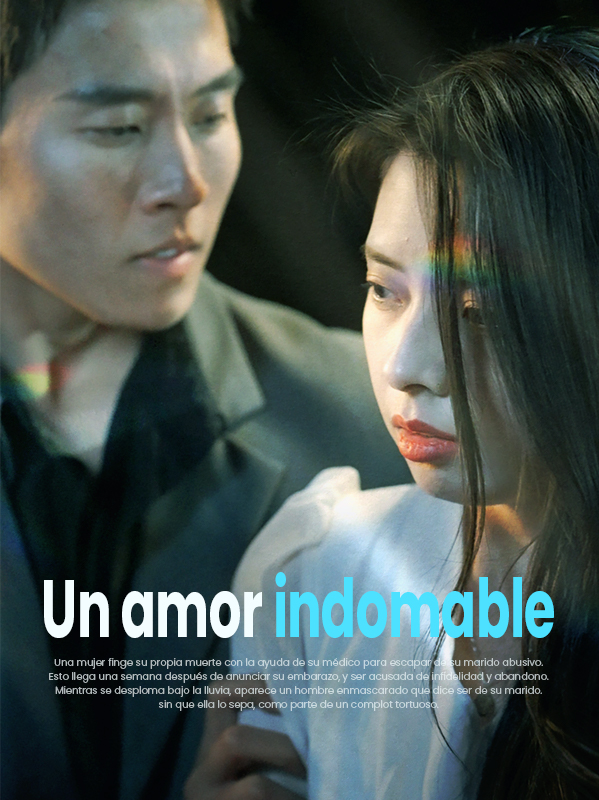 Un amor indomable
Una mujer finge su propia muerte con la ayuda de su médico para escapar de su marido abusivo.
Esto llega una semana después de anunciar su embarazo, y ser acusada de infidelidad y abandono.
Mientras se desploma bajo la lluvia, aparece un hombre enmascarado que dice ser de su marido.
sin que ella lo sepa, como parte de un complot tortuoso.